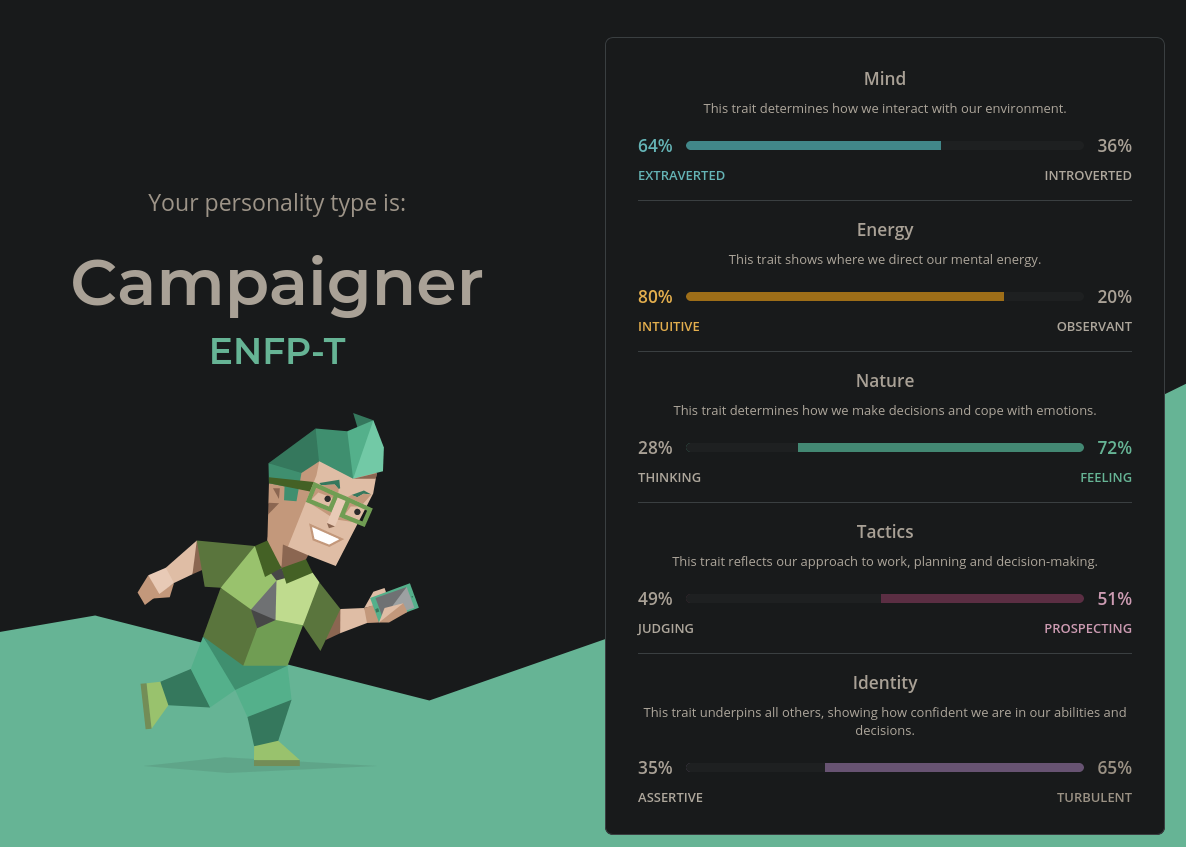 Your personality type is:
Campaigner
ENFP-T
Mind
This trait determines how we interact with our environment.
64% 36%
EXTRAVERTED INTROVERTED
Energy
This trait shows where we direct our mental energy.
80% 20%
INTUITIVE OBSERVANT
Nature
This trait determines how we make decisions and cope with emotions.
28% 72%
THINKING FEELING
Tactics
This trait reflects our approach to work, planning and decision-making.
49% 51%
JUDGING PROSPECTING
Identity
This trait underpins all others, showing how confident we are in our abilities and
decisions.
35% 65%
ASSERTIVE TURBULENT